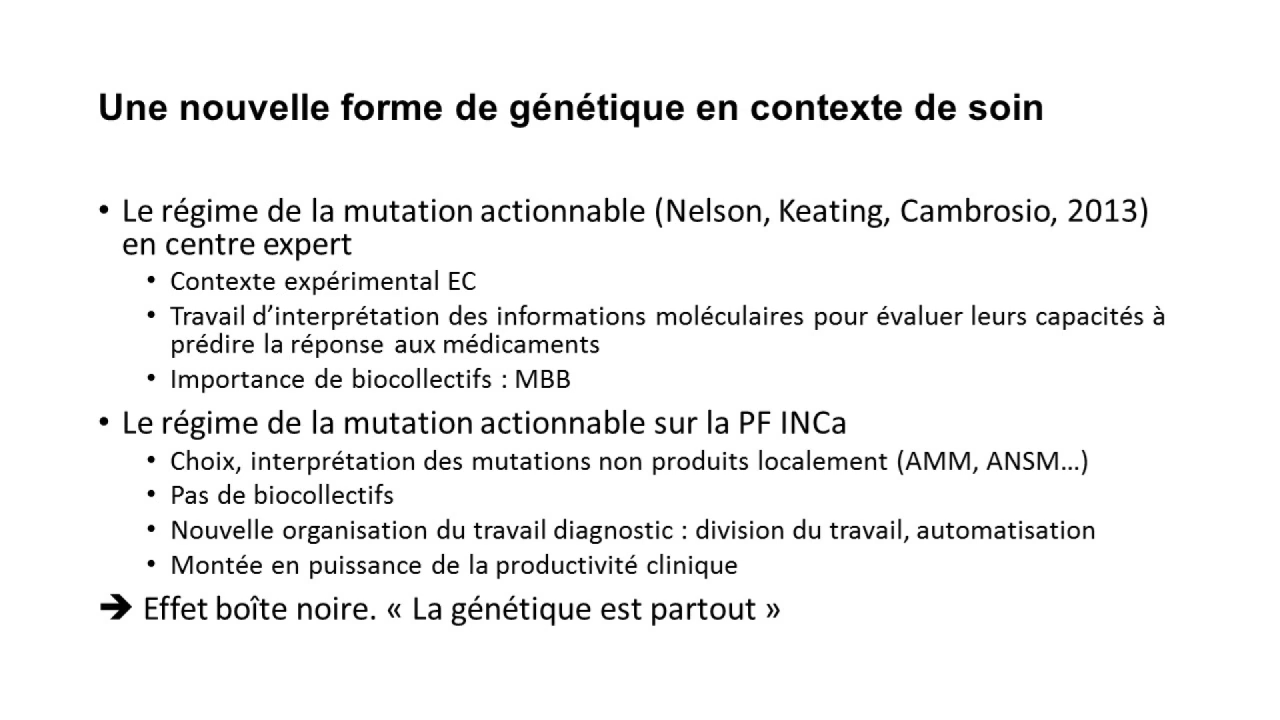 Une nouvelle forme de génétique en contexte de soin
• Le régime de la mutation actionnable (Nelson, Keating, Cambrosio, 2013)
en centre expert
• Contexte expérimental EC
• Travail d’interprétation des informations moléculaires pour évaluer leurs capacités à
prédire la réponse aux médicaments
• Importance de biocollectifs : MBB
• Le régime de la mutation actionnable sur la PF INCa
• Choix, interprétation des mutations non produits localement (AMM, ANSM…)
• Pas de biocollectifs
• Nouvelle organisation du travail diagnostic : division du travail, automatisation
• Montée en puissance de la productivité clinique
➔ Effet boîte noire. « La génétique est partout »